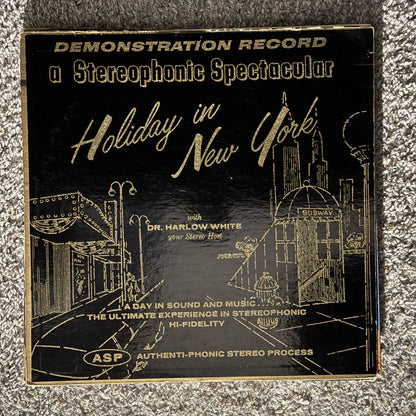 DEMONSTRATION RECORD
a Stereophonic Spectacular
Holiday in
New York
with
DR. HARLOW WHITE
your Stereo Host
SUBWAY
A DAY IN SOUND AND MUSIC . . .
THE ULTIMATE EXPERIENCE IN STEREOPHONIC
HI-FIDELITY
ASP AUTHENTI-PHONIC STEREO PROCESS